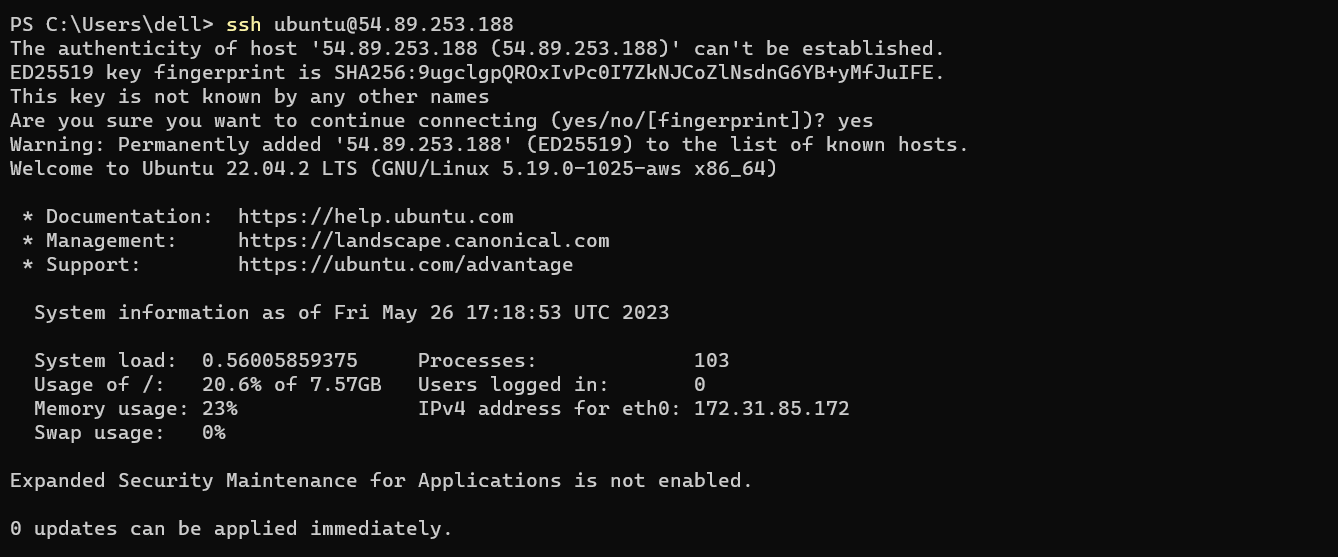 PS C:\Users\dell> ssh ubuntu@54.89.253.188
The authenticity of host '54.89.253.188 (54.89.253.188)' can't be established.
ED25519 key fingerprint is SHA256:9ugclgpQROxIvPc0I7ZkNJCoZlNsdnG6YB+yMfJuIFE.
This key is not known by any other names
Are you sure you want to continue connecting (yes/no/[fingerprint])? yes
Warning: Permanently added '54.89.253.188' (ED25519) to the list of known hosts.
Welcome to Ubuntu 22.04.2 LTS (GNU/Linux 5.19.0-1025-aws x86_64)
* Documentation:  https://help.ubuntu.com
* Management:     https://landscape.canonical.com
* Support:        https://ubuntu.com/advantage
System information as of Fri May 26 17:18:53 UTC 2023
System load:  0.56005859375     Processes:             103
Usage of /:   20.6% of 7.57GB   Users logged in:       0
Memory usage: 23%               IPv4 address for eth0: 172.31.85.172
Swap usage:   0%
Expanded Security Maintenance for Applications is not enabled.
0 updates can be applied immediately.